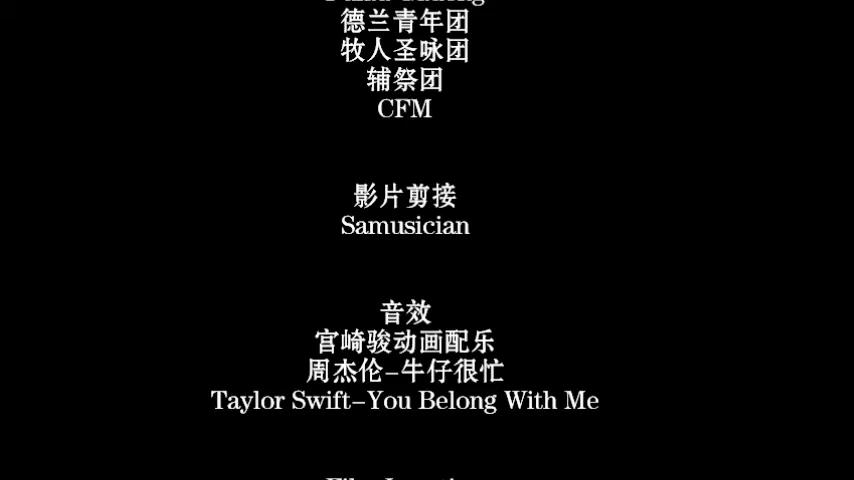 德兰青年团
牧人圣咏团
辅祭团
CFM
影片剪接
Samusician
音效
宫崎骏动画配乐
周杰伦-牛仔很忙
Taylor Swift-You Belong With Me